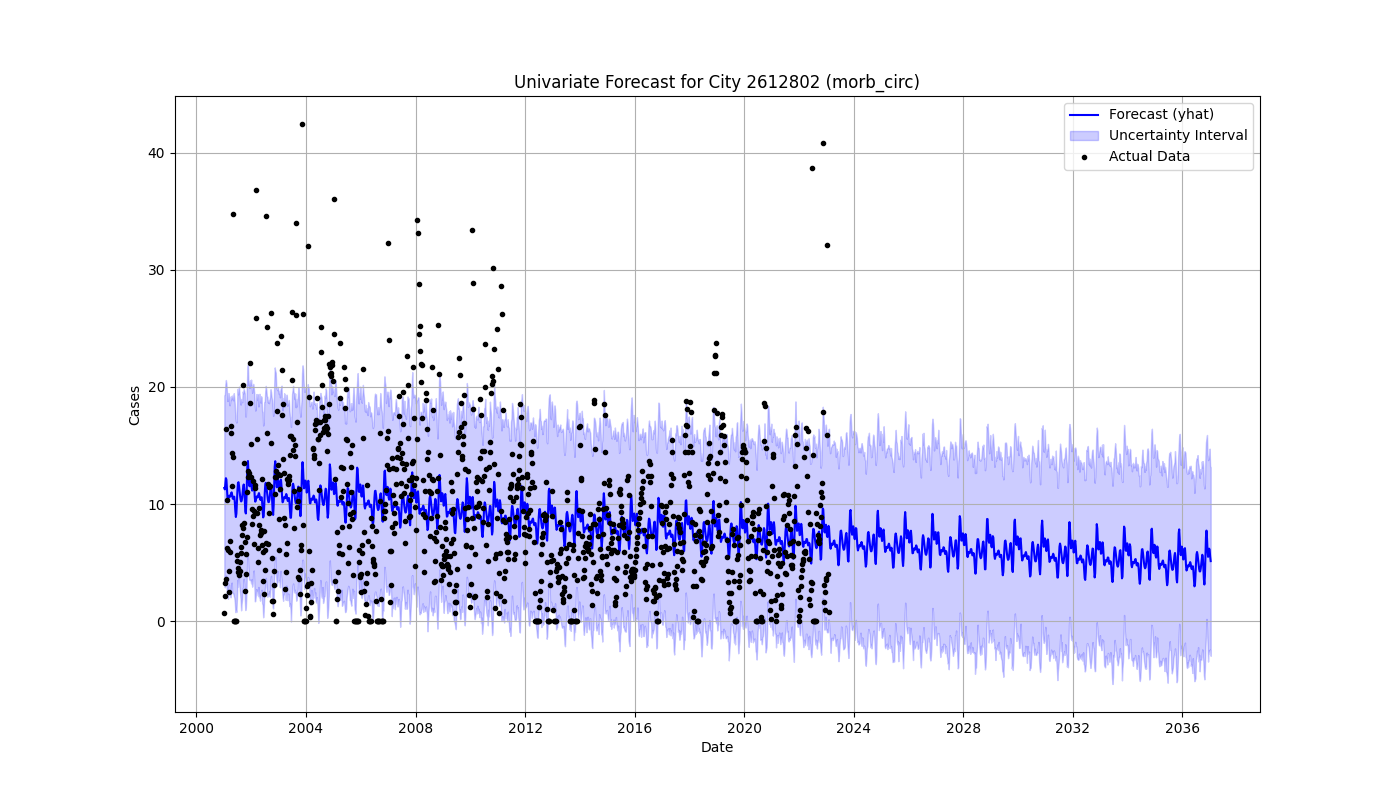 Univariate Forecast for City 2612802 (morb_circ)
Forecast (yhat)
Uncertainty Interval
Actual Data
Cases
40
30
20
10
0
2000 2004 2008 2012 2016 2020 2024 2028 2032 2036
Date